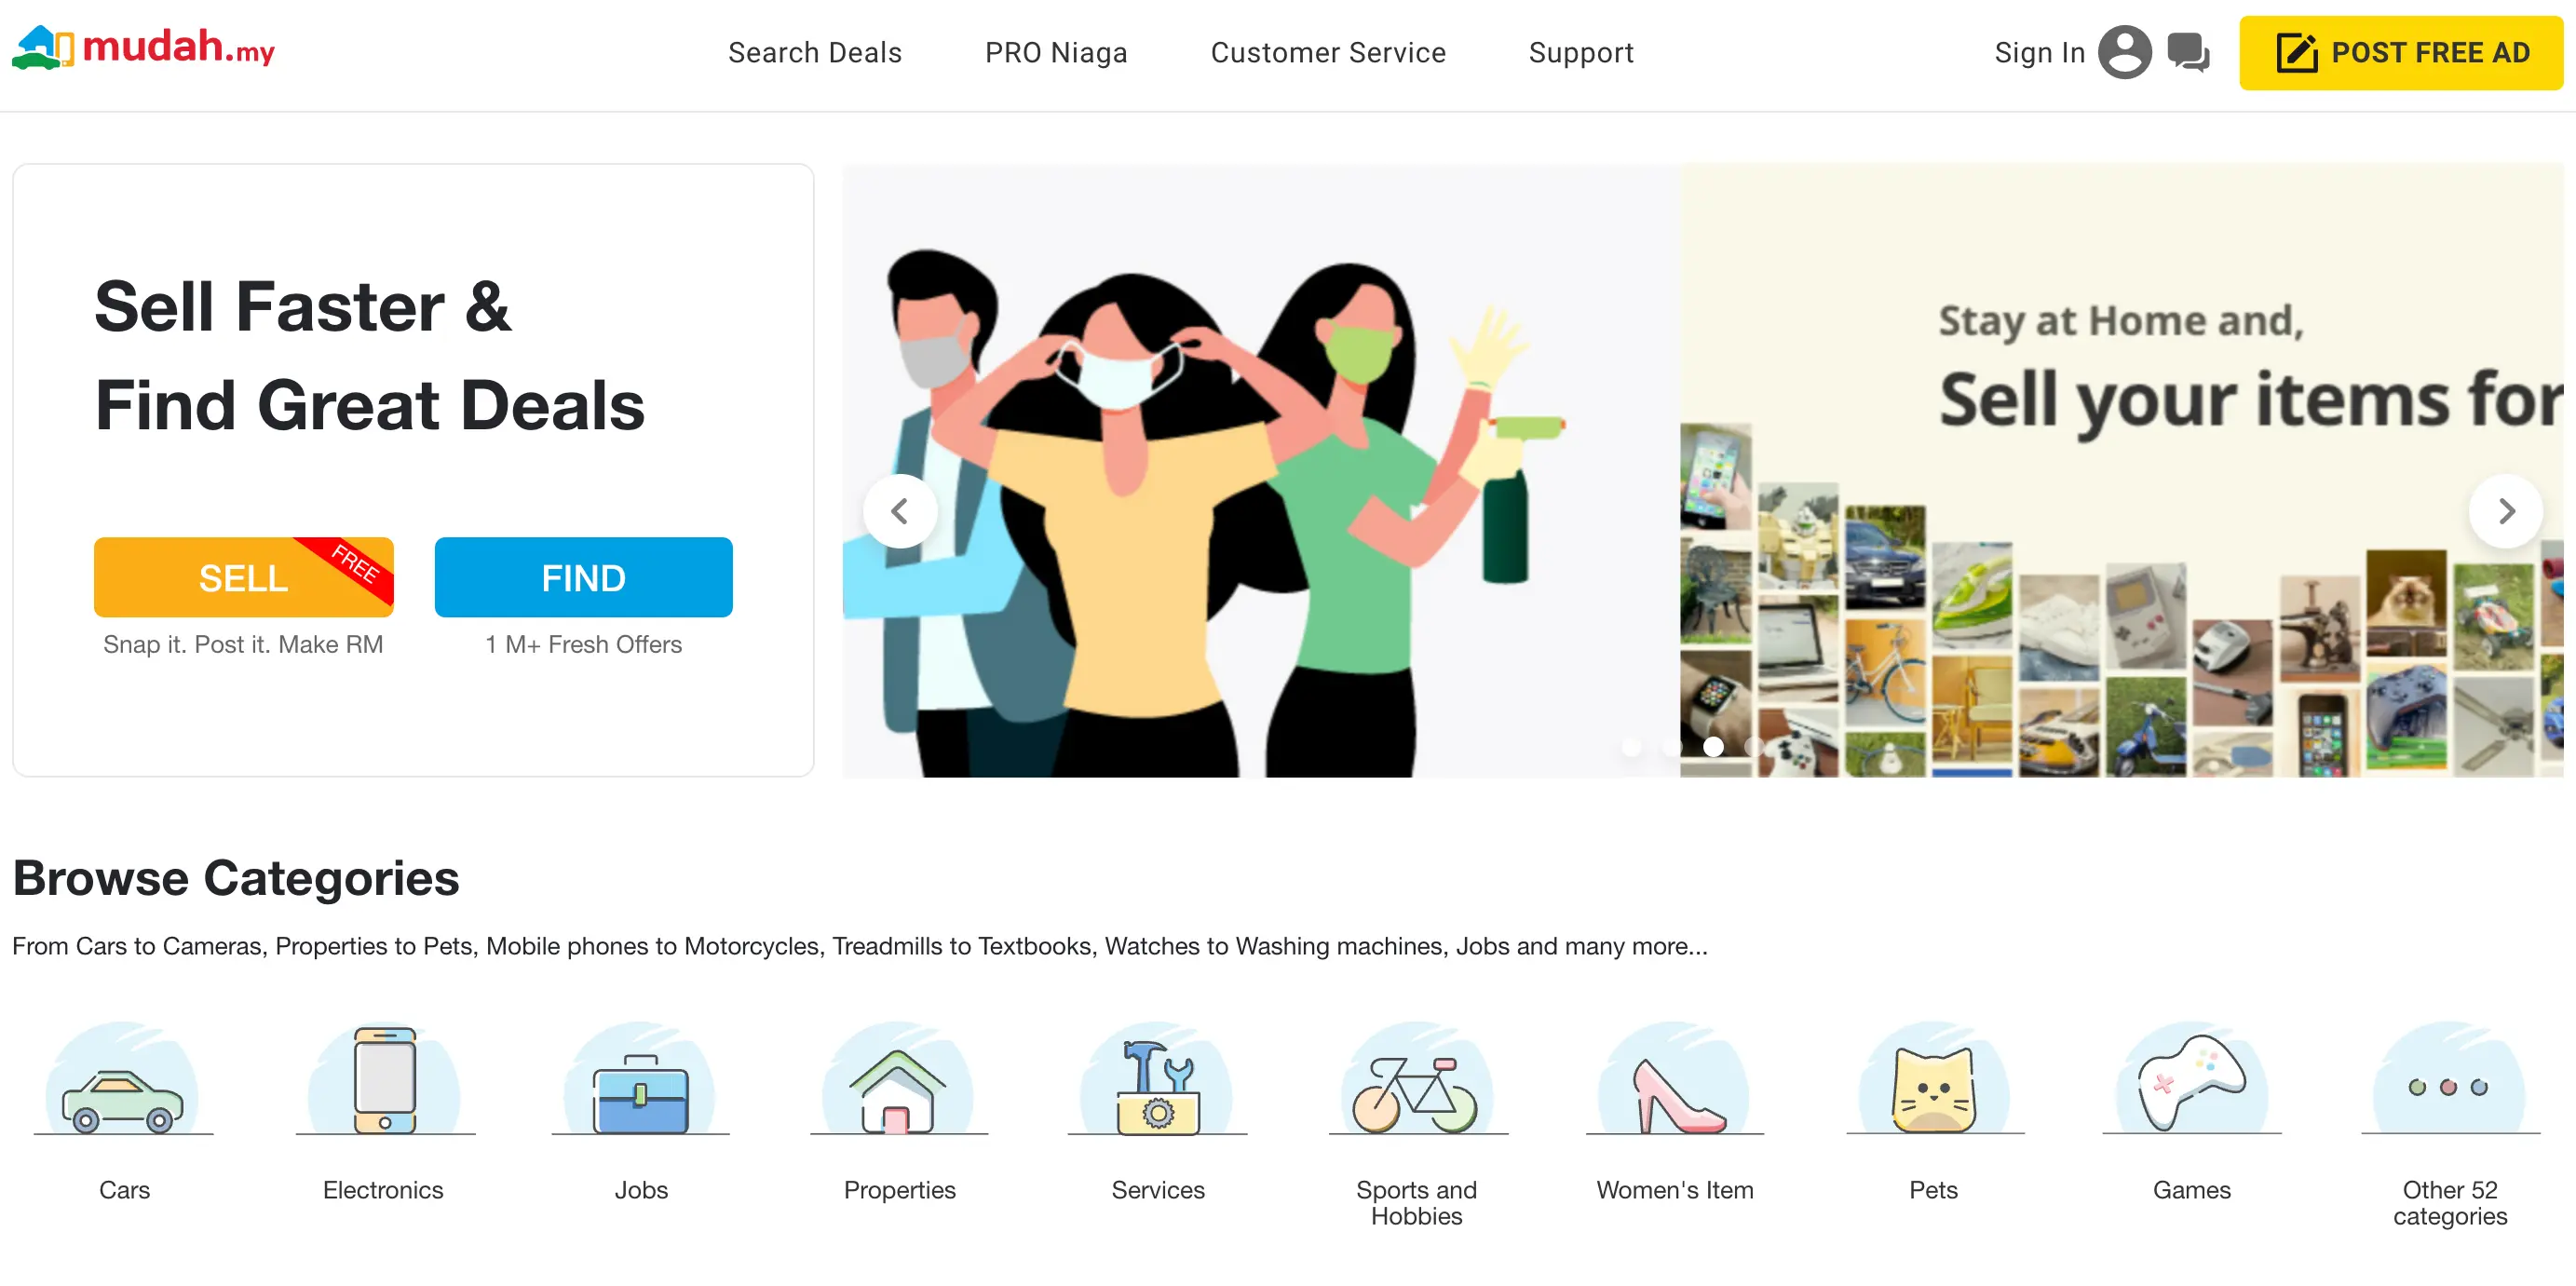 mudah.my
Search Deals
PRO Niaga
Customer Service
Support
Sign In
POST FREE AD
Sell Faster &
Find Great Deals
SELL
FREE
FIND
Snap it. Post it. Make RM
1 M+ Fresh Offers
Stay at Home and,
Sell your items for
Browse Categories
From Cars to Cameras, Properties to Pets, Mobile phones to Motorcycles, Treadmills to Textbooks, Watches to Washing machines, Jobs and many more...
Cars
Electronics
Jobs
Properties
Services
Sports and
Hobbies
Women's Item
Pets
Games
Other 52
categories